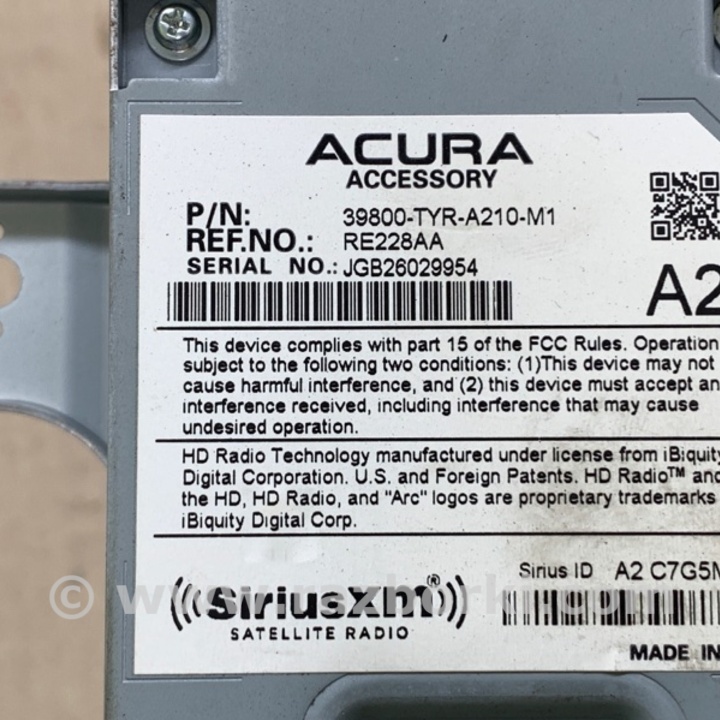 ACURA
ACCESSORY
P/N: 39800-TYR-A210-M1
REF.NO.: RE228AA
SERIAL NO.: JGB26029954
A2
This device complies with part 15 of the FCC Rules. Operation
subject to the following two conditions: (1)This device may not
cause harmful interference, and (2) this device must accept an
interference received, including interference that may cause
undesired operation.
HD Radio Technology manufactured under license from iBiquity
Digital Corporation. U.S. and Foreign Patents. HD Radio™ and
the HD, HD Radio, and "Arc" logos are proprietary trademarks
iBiquity Digital Corp.
Sirius ID A2 C7G5M
SiriusXM®
SATELLITE RADIO
MADE IN